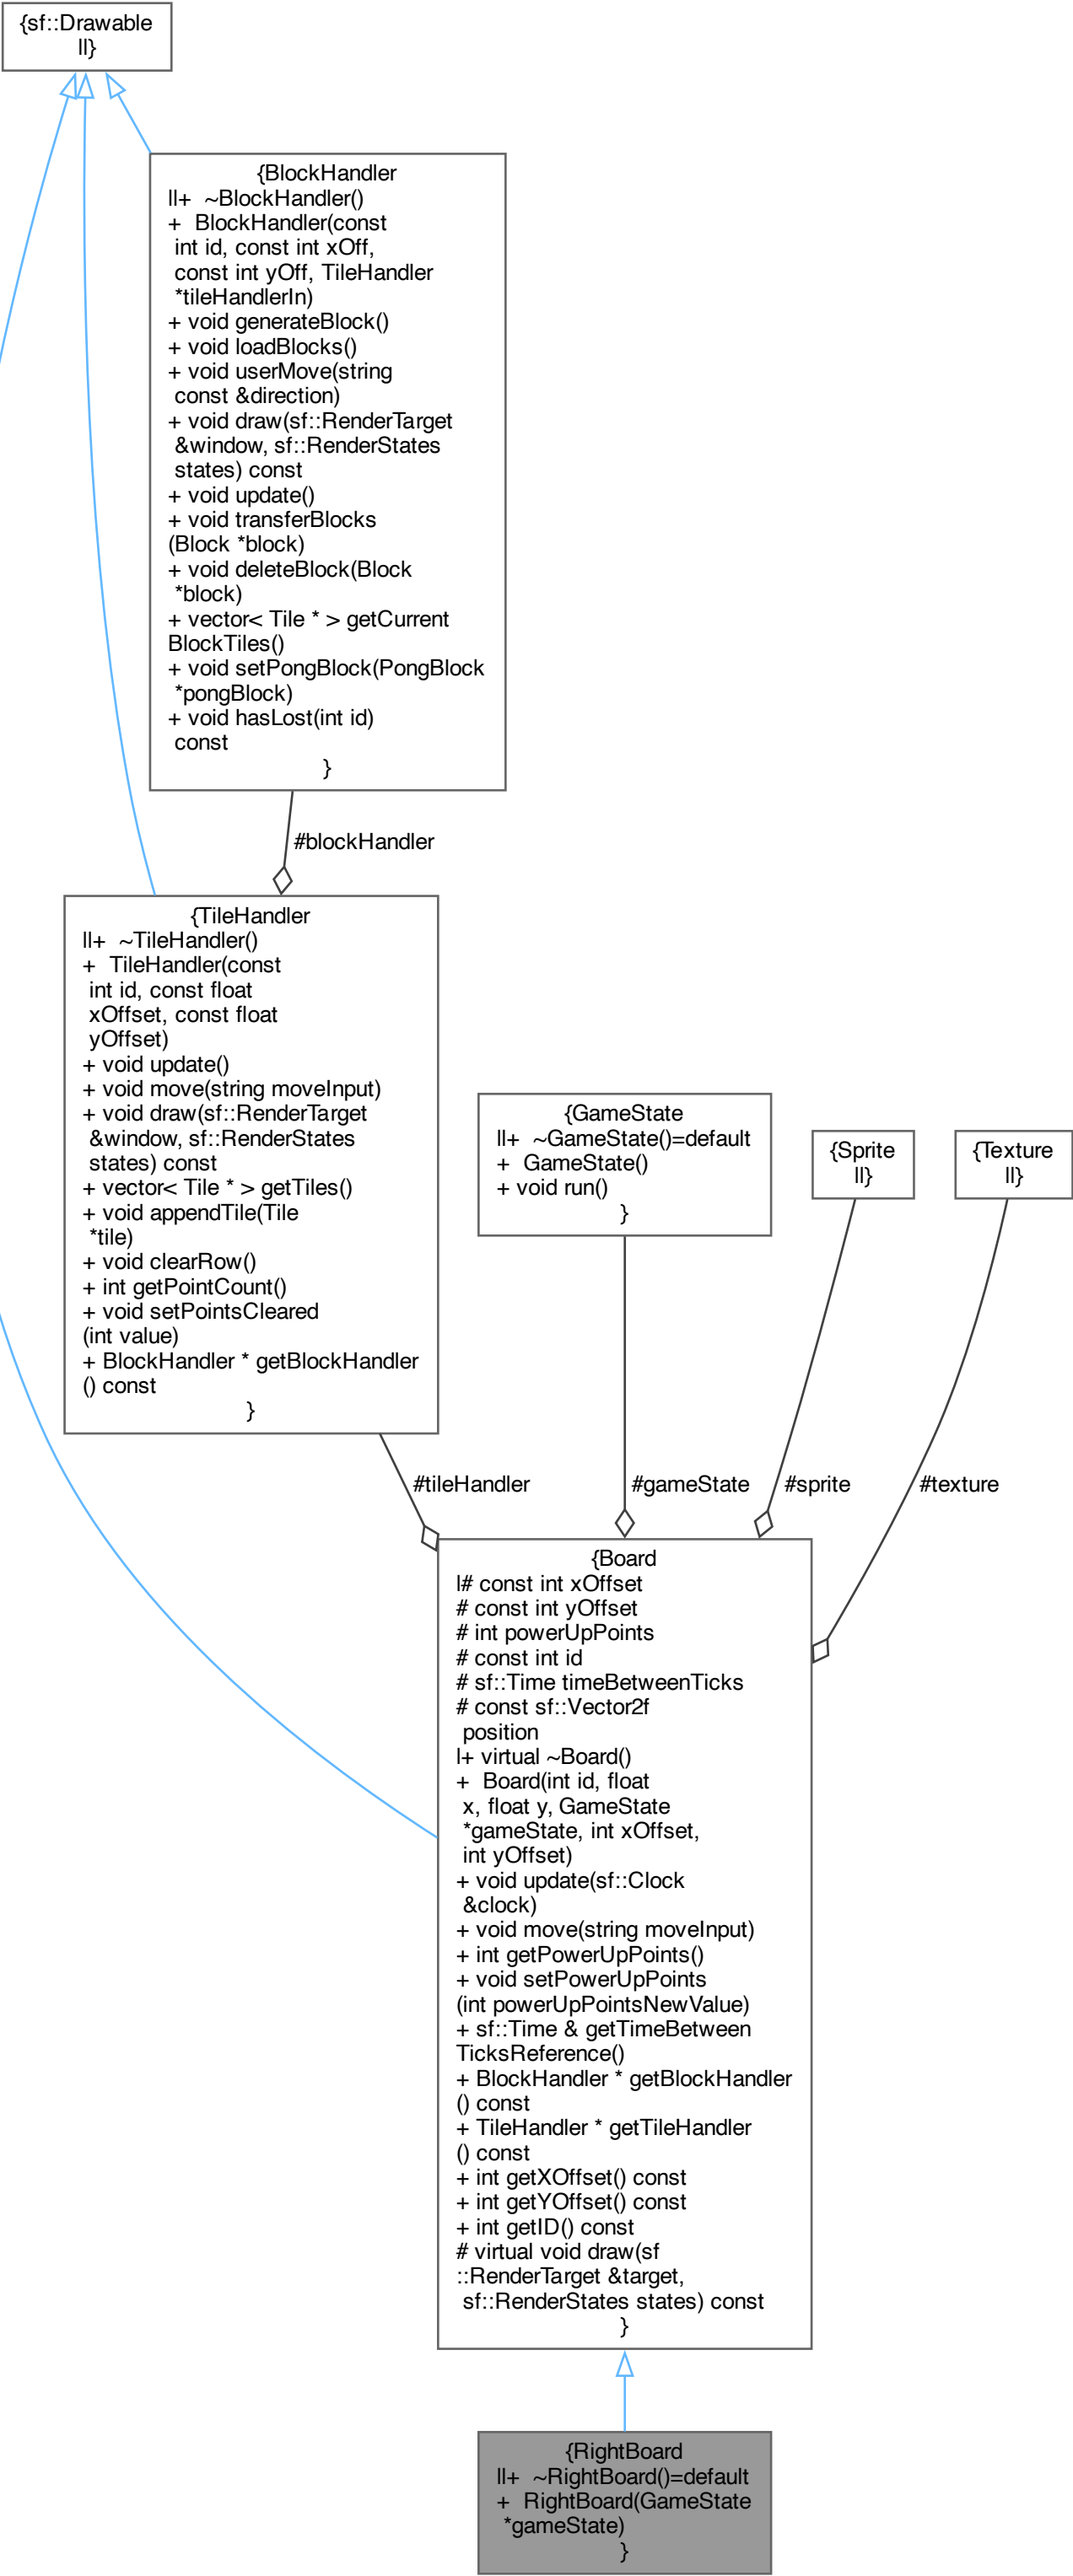 {sf::Drawable
||}
{BlockHandler
||+  ~BlockHandler()
+  BlockHandler(const
int id, const int xOff,
const int yOff, TileHandler
*tileHandlerIn)
+ void generateBlock()
+ void loadBlocks()
+ void userMove(string
const &direction)
+ void draw(sf::RenderTarget
&window, sf::RenderStates
states) const
+ void update()
+ void transferBlocks
(Block *block)
+ void deleteBlock(Block
*block)
+ vector< Tile * > getCurrent
BlockTiles()
+ void setPongBlock(PongBlock
*pongBlock)
+ void hasLost(int id)
const
}
#blockHandler
{TileHandler
||+  ~TileHandler()
+  TileHandler(const
int id, const float
xOffset, const float
yOffset)
+ void update()
+ void move(string moveInput)
+ void draw(sf::RenderTarget
&window, sf::RenderStates
states) const
+ vector< Tile * > getTiles()
+ void appendTile(Tile
*tile)
+ void clearRow()
+ int getPointCount()
+ void setPointsCleared
(int value)
+ BlockHandler * getBlockHandler
() const
}
{GameState
||+  ~GameState()=default
+  GameState()
+ void run()
}
{Sprite
||}
{Texture
||}
#tileHandler
#gameState
#sprite
#texture
{Board
|# const int xOffset
# const int yOffset
# int powerUpPoints
# const int id
# sf::Time timeBetweenTicks
# const sf::Vector2f
position
|+ virtual ~Board()
+  Board(int id, float
x, float y, GameState
*gameState, int xOffset,
int yOffset)
+ void update(sf::Clock
&clock)
+ void move(string moveInput)
+ int getPowerUpPoints()
+ void setPowerUpPoints
(int powerUpPointsNewValue)
+ sf::Time & getTimeBetween
TicksReference()
+ BlockHandler * getBlockHandler
() const
+ TileHandler * getTileHandler
() const
+ int getXOffset() const
+ int getYOffset() const
+ int getID() const
# virtual void draw(sf
::RenderTarget &target,
sf::RenderStates states) const
}
{RightBoard
||+  ~RightBoard()=default
+  RightBoard(GameState
*gameState)
}